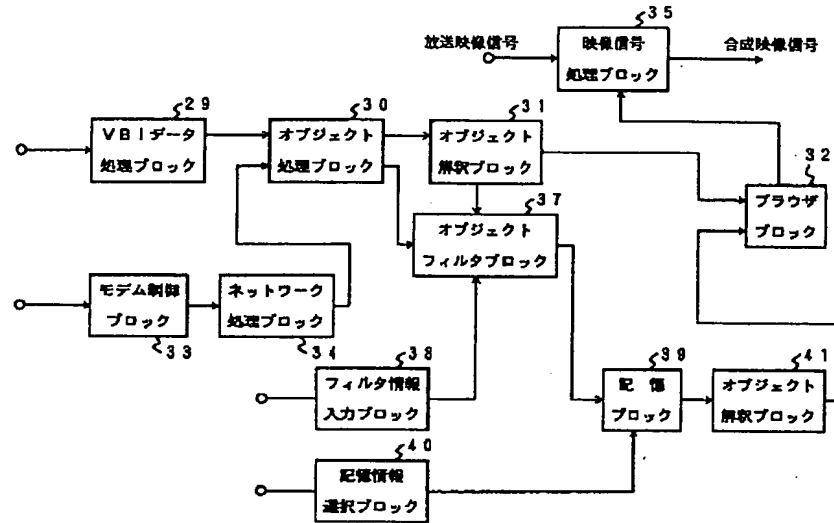 35
放送映像信号
映像信号
処理ブロック
合成映像信号
29
VBIデータ
処理ブロック
30
オブジェクト
処理ブロック
31
オブジェクト
解釈ブロック
32
ブラウザ
ブロック
37
オブジェクト
フィルタブロック
モデム制御
ブロック
33
ネットワーク
処理ブロック
34
38
フィルタ情報
入力ブロック
39
記憶
ブロック
41
オブジェクト
解釈ブロック
40
記憶情報
選択ブロック